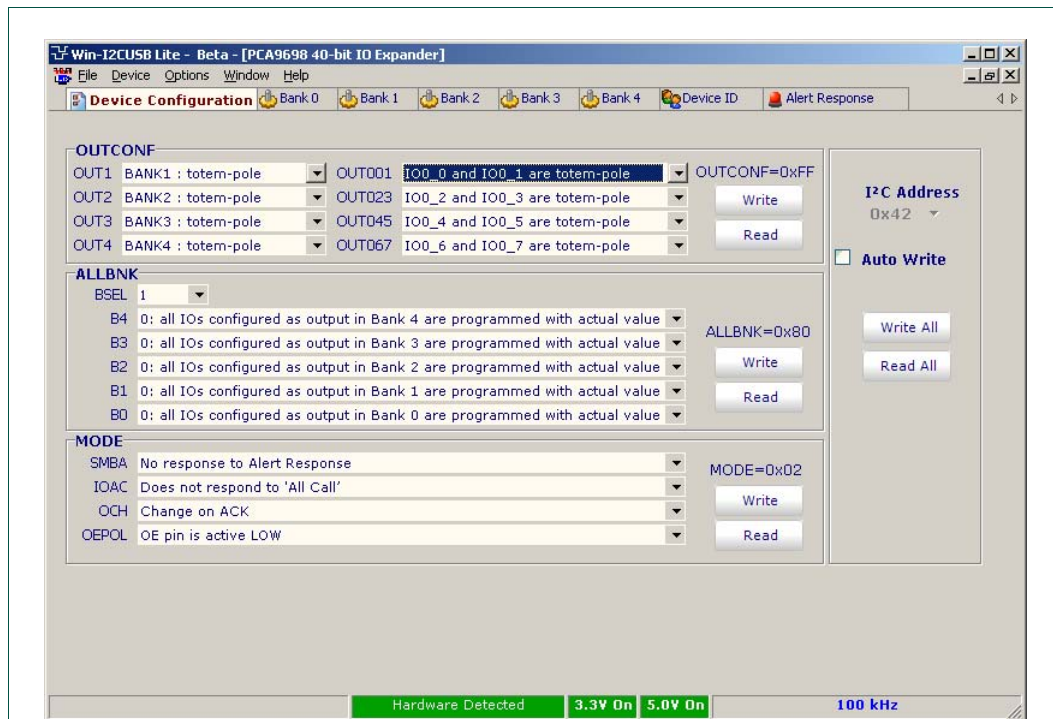 Win-I2CUSB Lite - Beta - [PCA9698 40-bit IO Expander]
File Device Options Window Help
Device Configuration Bank 0 Bank 1 Bank 2 Bank 3 Bank 4 Device ID Alert Response
OUTCONF
OUT1 BANK1 : totem-pole OUT001 IO0_0 and IO0_1 are totem-pole OUTCONF=0xFF
OUT2 BANK2 : totem-pole OUT023 IO0_2 and IO0_3 are totem-pole Write
OUT3 BANK3 : totem-pole OUT045 IO0_4 and IO0_5 are totem-pole Read
OUT4 BANK4 : totem-pole OUT067 IO0_6 and IO0_7 are totem-pole
ALLBNK
BSEL 1
B4 0: all IOs configured as output in Bank 4 are programmed with actual value
B3 0: all IOs configured as output in Bank 3 are programmed with actual value
B2 0: all IOs configured as output in Bank 2 are programmed with actual value
B1 0: all IOs configured as output in Bank 1 are programmed with actual value
B0 0: all IOs configured as output in Bank 0 are programmed with actual value
ALLBNK=0x80
Write
Read
MODE
SMBA No response to Alert Response
IOAC Does not respond to 'All Call'
OCH Change on ACK
OEPOL OE pin is active LOW
MODE=0x02
Write
Read
I²C Address
0x42
Auto Write
Write All
Read All
Hardware Detected 3.3V On 5.0V On 100 kHz